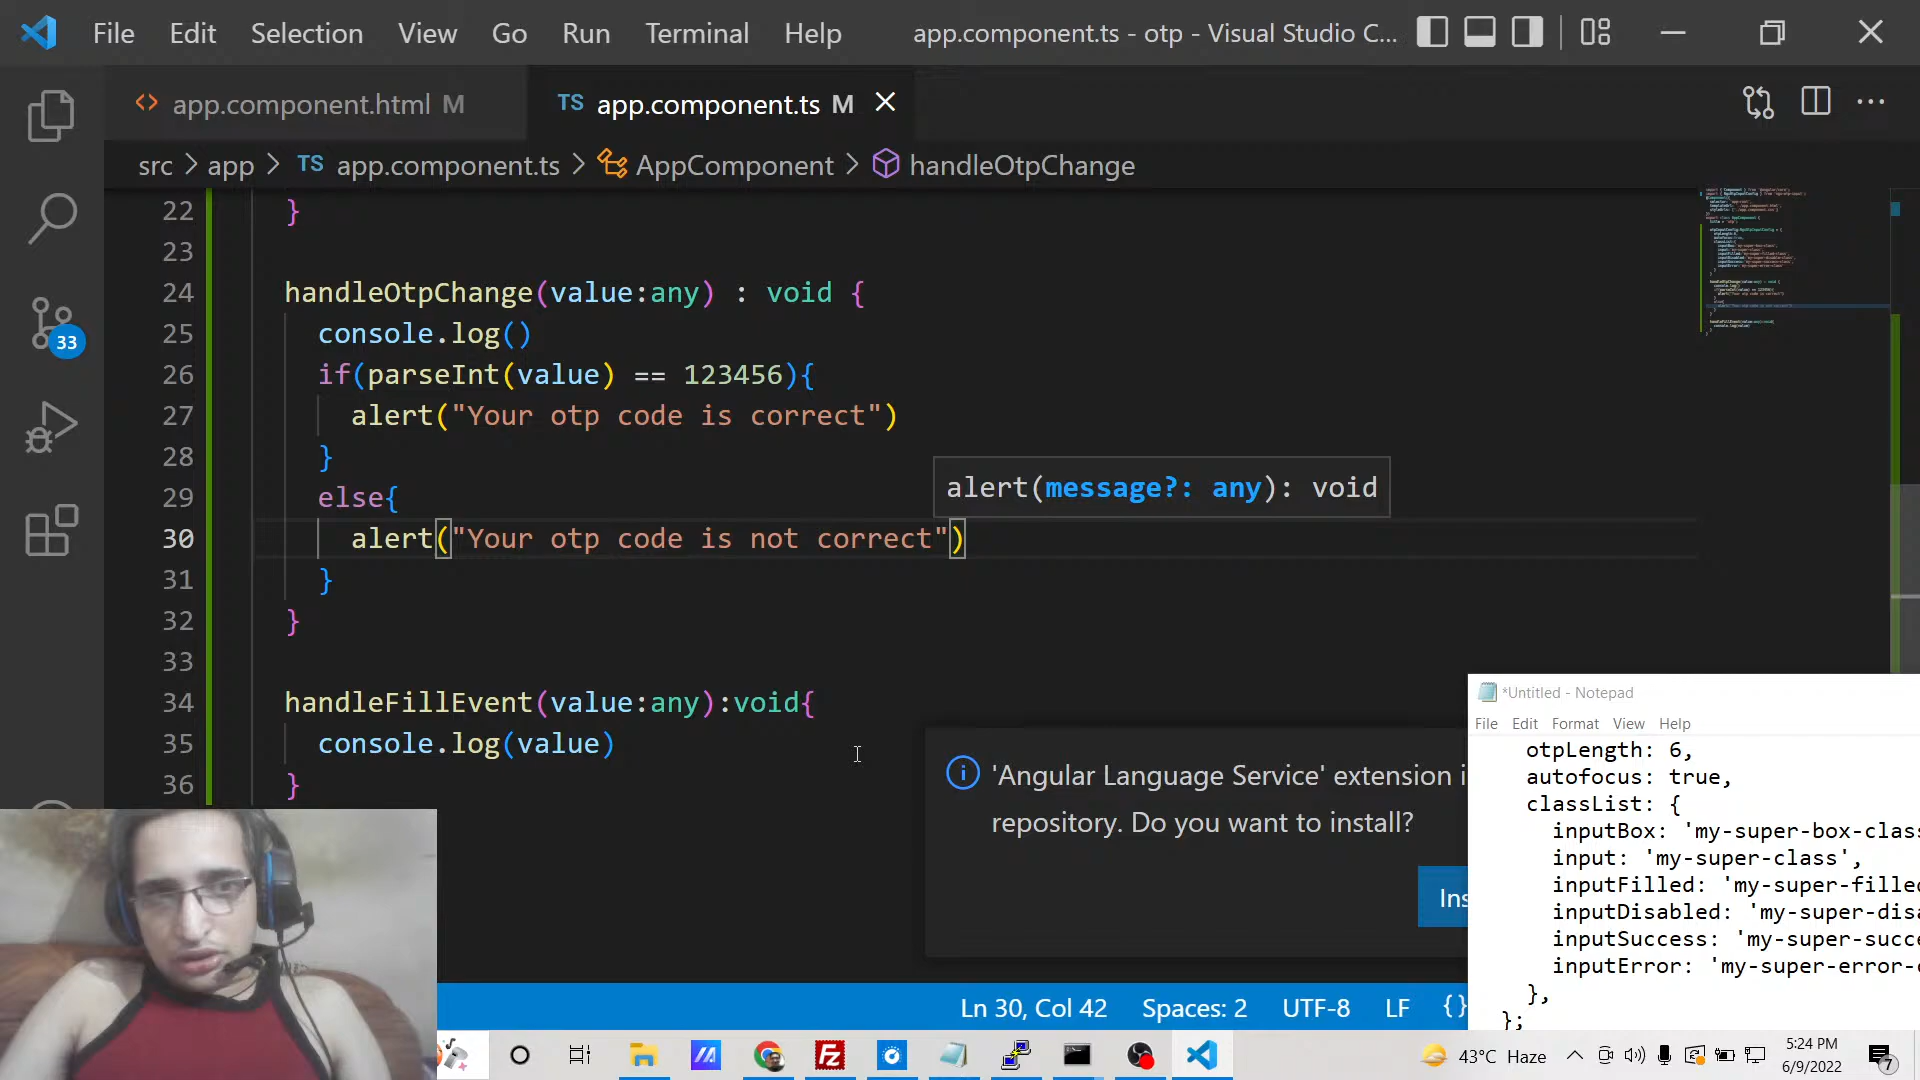 File Edit Selection View Go Run Terminal Help app.component.ts - otp - Visual Studio C...
<> app.component.html M TS app.component.ts M
src > app > TS app.component.ts > AppComponent > handleOtpChange
22 }
23
24 handleOtpChange(value:any) : void {
25 console.log()
26 if(parseInt(value) == 123456){
27 alert("Your otp code is correct")
28 }
alert(message?: any): void
29 else{
30 alert("Your otp code is not correct")
31 }
32 }
33
34 handleFillEvent(value:any):void{
35 console.log(value)
36 }
33
'Angular Language Service' extension i
repository. Do you want to install?
Ins
*Untitled - Notepad
File Edit Format View Help
otpLength: 6,
autofocus: true,
classList: {
inputBox: 'my-super-box-clas
input: 'my-super-class',
inputFilled: 'my-super-filled
inputDisabled: 'my-super-disa
inputSuccess: 'my-super-succe
inputError: 'my-super-error-c
},
};
Ln 30, Col 42 Spaces: 2 UTF-8 LF {}
43°C Haze 5:24 PM
6/9/2022
7